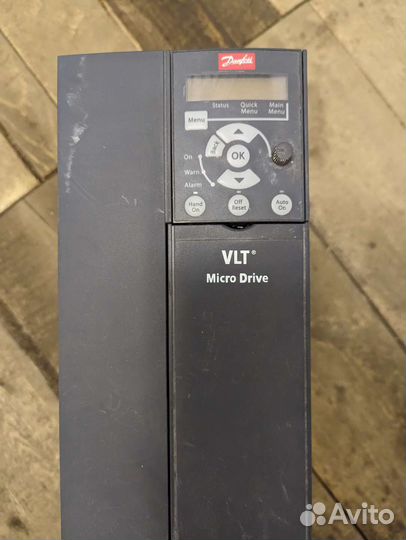 Danfoss
Status Quick Menu Main Menu
Menu
Back
OK
On
Warn.
Alarm
Hand On
Off Reset
Auto On
VLT®
Micro Drive
Avito